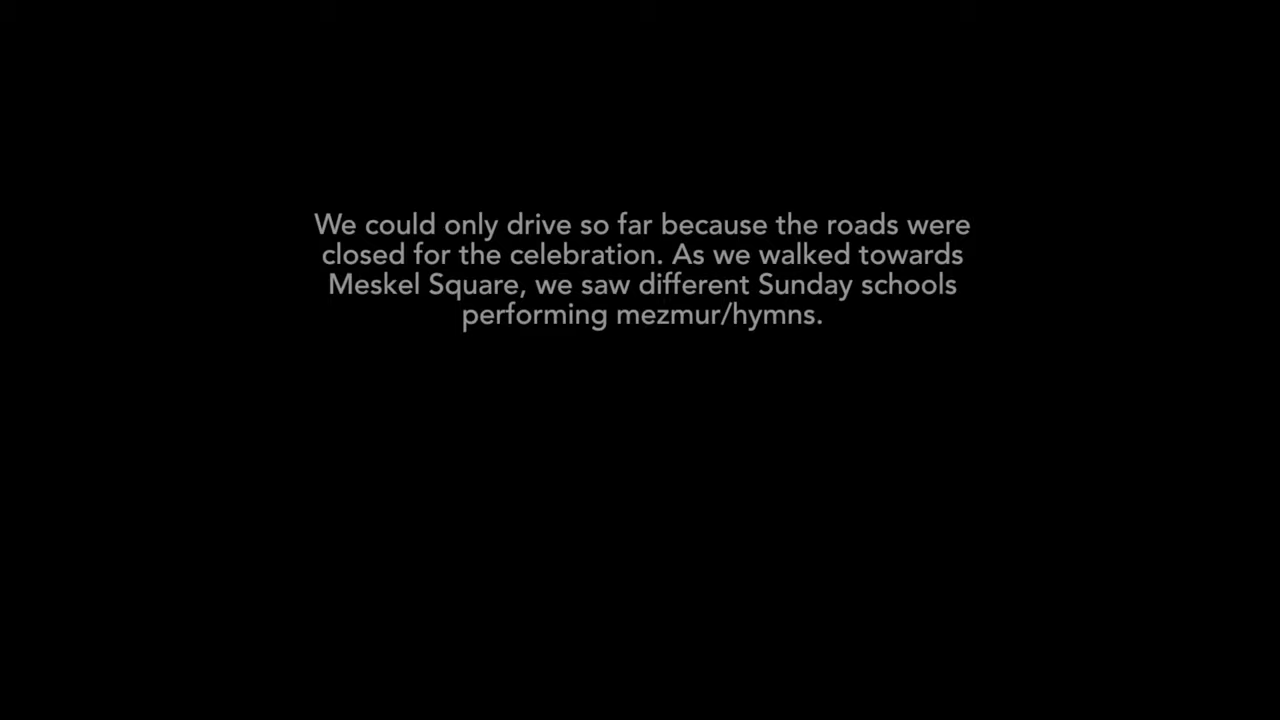 We could only drive so far because the roads were
closed for the celebration. As we walked towards
Meskel Square, we saw different Sunday schools
performing mezmur/hymns.